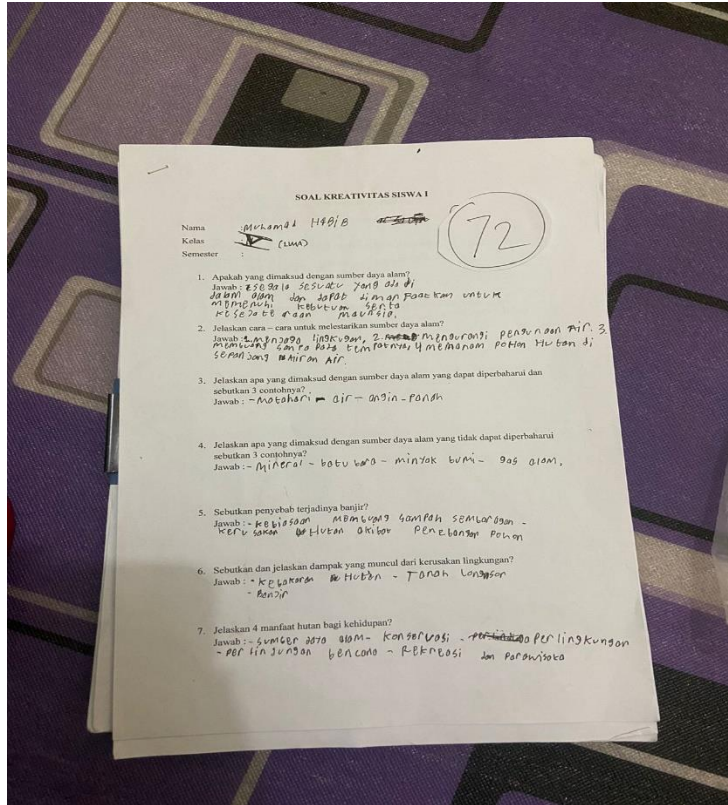 SOAL KREATIVITAS SISWA I
72
Nama : Muhamad HABIB
Kelas : V (LIMA)
Semester :
1. Apakah yang dimaksud dengan sumber daya alam?
Jawab : segala sesuatu yang ada di
dalam alam dan dapat dimanfaatkan untuk
memenuhi kebutuan serta
kesejateraan manusia.
2. Jelaskan cara – cara untuk melestarikan sumber daya alam?
Jawab : 1. menjaga lingkugan, 2. mengurangi pengunaan Air. 3.
membuang sampa pada tempatnya, 4 menanam pohon Hutan di
sepanjang Aliran Air.
3. Jelaskan apa yang dimaksud dengan sumber daya alam yang dapat diperbaharui dan
sebutkan 3 contohnya?
Jawab : - matahari - air - angin - Panah
4. Jelaskan apa yang dimaksud dengan sumber daya alam yang tidak dapat diperbaharui
sebutkan 3 contohnya?
Jawab : - Mineral - batu bara - minyak bumi - gas alam.
5. Sebutkan penyebab terjadinya banjir?
Jawab : - kebiasaan membuang sampah sembarangan -
kerusakan Hutan akibat Penebangan Pohon
6. Sebutkan dan jelaskan dampak yang muncul dari kerusakan lingkungan?
Jawab : - kebakaran Hutan - Tanah Longsor
- Banjir
7. Jelaskan 4 manfaat hutan bagi kehidupan?
Jawab : - sumber daya alam - konservasi - Perlingkungan
- perlindungan bencana - Rekreasi dan Parawisata